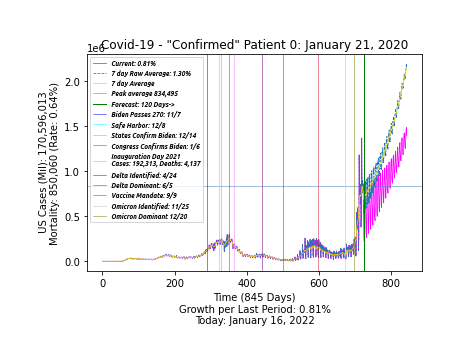 Covid-19 - "Confirmed" Patient 0: January 21, 2020
1e6
Current: 0.81%
7 day Raw Average: 1.30%
7 day Average
Peak average 834,495
Forecast: 120 Days->
Biden Passes 270: 11/7
Safe Harbor: 12/8
States Confirm Biden: 12/14
Congress Confirms Biden: 1/6
Inauguration Day 2021
Cases: 192,313, Deaths: 4,137
Delta Identified: 4/24
Delta Dominant: 6/5
Vaccine Mandate: 9/9
Omicron Identified: 11/25
Omicron Dominant 12/20
US Cases (Mil): 170,596,013
Mortality: 850,060 (Rate: 0.64%)
2.0
1.5
1.0
0.5
0.0
0 200 400 600 800
Time (845 Days)
Growth per Last Period: 0.81%
Today: January 16, 2022